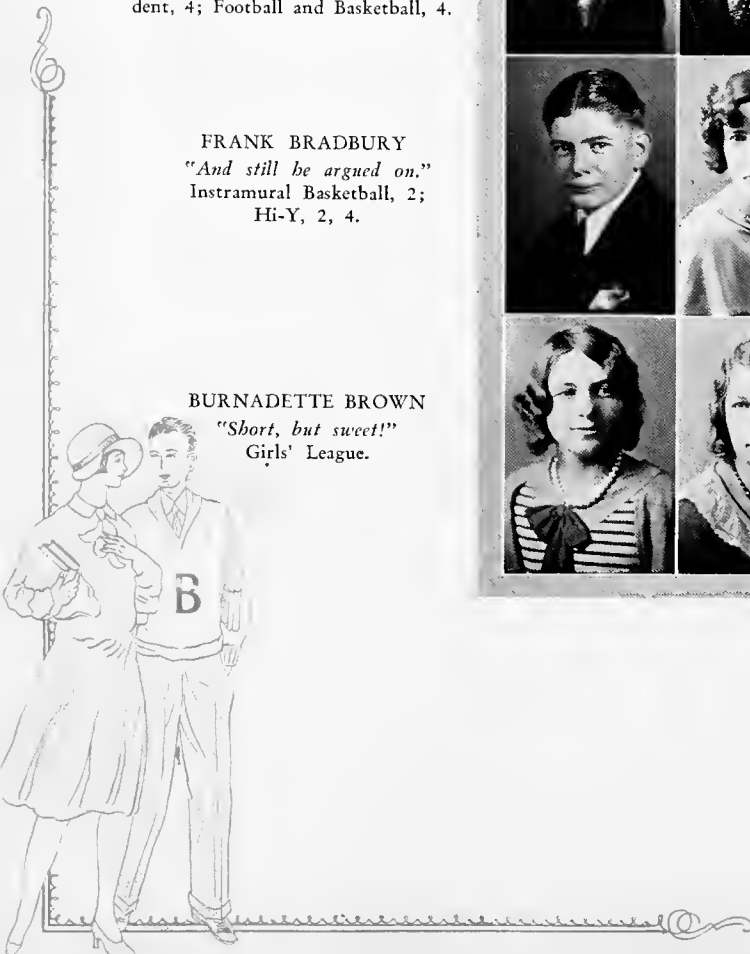 dent, 4; Football and Basketball, 4.
FRANK BRADBURY
"And still he argued on."
Instramural Basketball, 2;
Hi-Y, 2, 4.
BURNADETTE BROWN
"Short, but sweet!"
Girls' League.
B